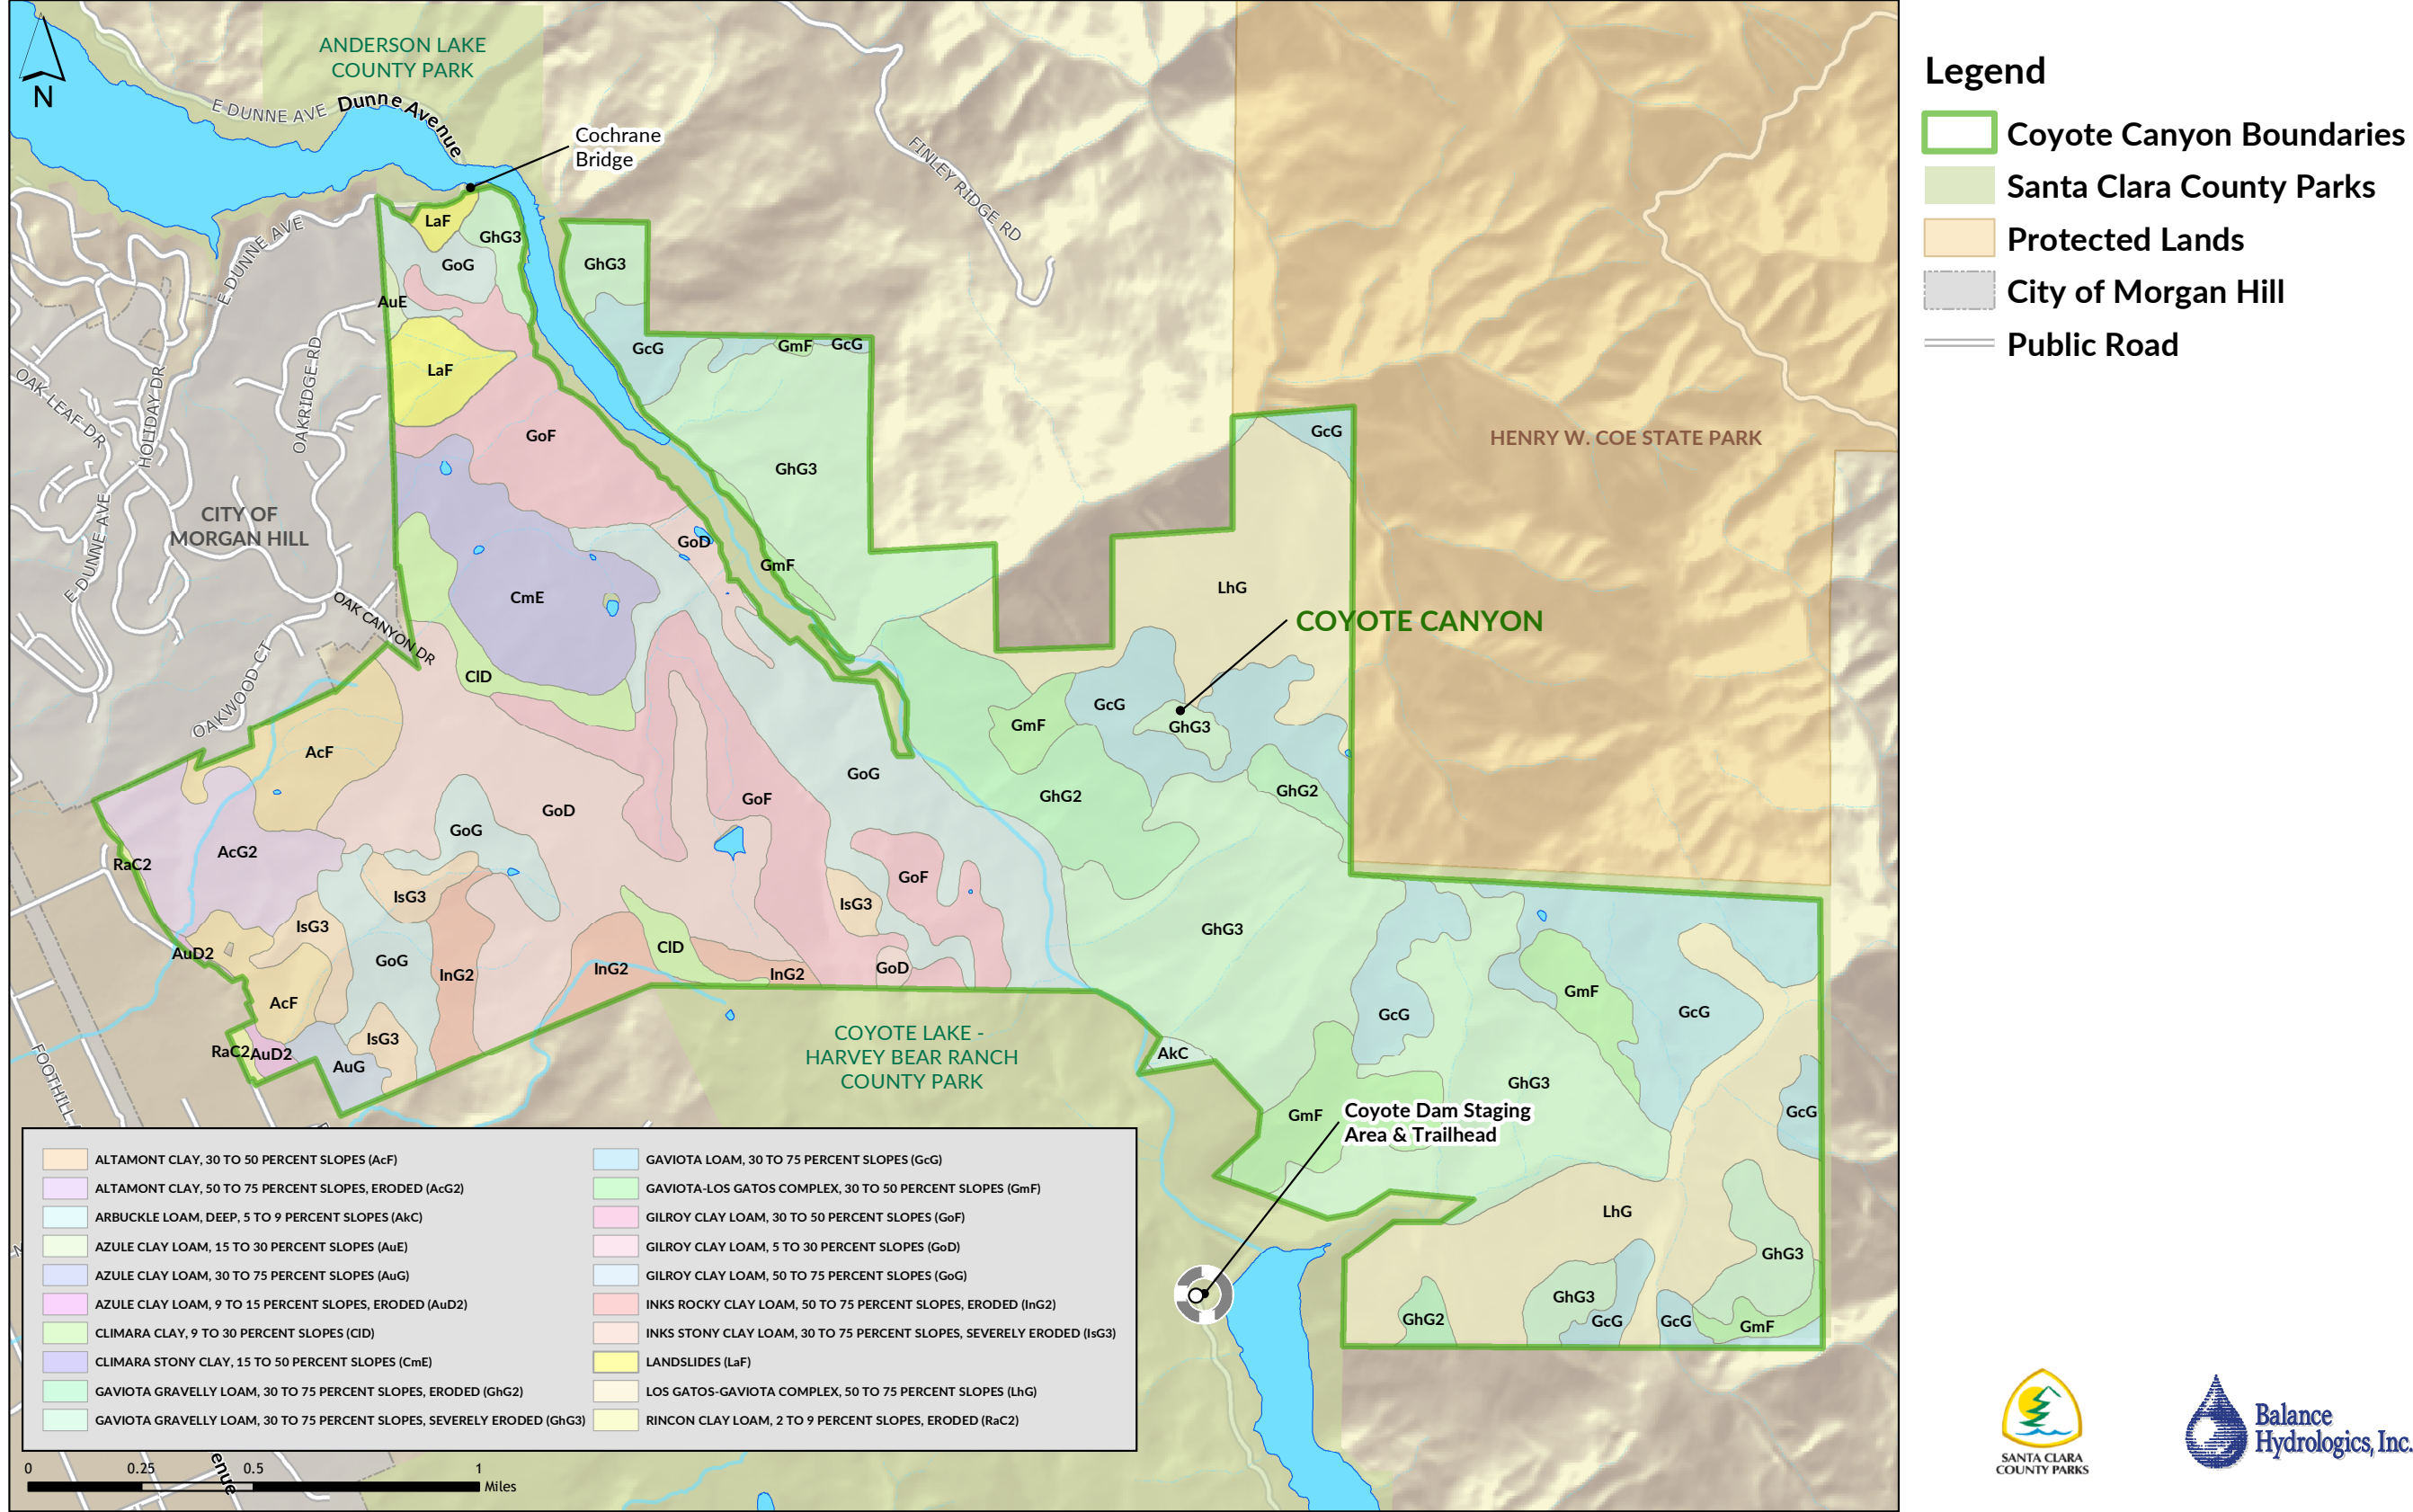 ANDERSON LAKE
COUNTY PARK
E DUNNE AVE
Dunne Avenue
Cochrane
Bridge
FINLEY RIDGE RD
N
LaF
GhG3
GoG
GhG3
E DUNNE AVE
AuE
GcG
GmF
GcG
LaF
OAKRIDGE RD
HOLIDAY DR
OAK LEAF DR
GoF
GcG
HENRY W. COE STATE PARK
GhG3
CITY OF
MORGAN HILL
E DUNNE AVE
GoD
GmF
CmE
LhG
OAK CANYON DR
COYOTE CANYON
OAKWOOD CT
ClD
GcG
GmF
GhG3
AcF
GoG
GhG2
GhG2
GoF
GoD
GoG
AcG2
RaC2
GoF
IsG3
IsG3
IsG3
GhG3
AuD2
GoG
ClD
InG2
InG2
InG2
GoD
AcF
GmF
GcG
GcG
COYOTE LAKE -
HARVEY BEAR RANCH
COUNTY PARK
IsG3
RaC2
AuD2
AuG
AkC
GhG3
GmF
GcG
FOOTHILL A
Coyote Dam Staging
Area & Trailhead
LhG
GhG3
GhG3
GhG2
GcG
GcG
GmF
ALTAMONT CLAY, 30 TO 50 PERCENT SLOPES (AcF)
ALTAMONT CLAY, 50 TO 75 PERCENT SLOPES, ERODED (AcG2)
ARBUCKLE LOAM, DEEP, 5 TO 9 PERCENT SLOPES (AkC)
AZULE CLAY LOAM, 15 TO 30 PERCENT SLOPES (AuE)
AZULE CLAY LOAM, 30 TO 75 PERCENT SLOPES (AuG)
AZULE CLAY LOAM, 9 TO 15 PERCENT SLOPES, ERODED (AuD2)
CLIMARA CLAY, 9 TO 30 PERCENT SLOPES (ClD)
CLIMARA STONY CLAY, 15 TO 50 PERCENT SLOPES (CmE)
GAVIOTA GRAVELLY LOAM, 30 TO 75 PERCENT SLOPES, ERODED (GhG2)
GAVIOTA GRAVELLY LOAM, 30 TO 75 PERCENT SLOPES, SEVERELY ERODED (GhG3)
GAVIOTA LOAM, 30 TO 75 PERCENT SLOPES (GcG)
GAVIOTA-LOS GATOS COMPLEX, 30 TO 50 PERCENT SLOPES (GmF)
GILROY CLAY LOAM, 30 TO 50 PERCENT SLOPES (GoF)
GILROY CLAY LOAM, 5 TO 30 PERCENT SLOPES (GoD)
GILROY CLAY LOAM, 50 TO 75 PERCENT SLOPES (GoG)
INKS ROCKY CLAY LOAM, 50 TO 75 PERCENT SLOPES, ERODED (InG2)
INKS STONY CLAY LOAM, 30 TO 75 PERCENT SLOPES, SEVERELY ERODED (IsG3)
LANDSLIDES (LaF)
LOS GATOS-GAVIOTA COMPLEX, 50 TO 75 PERCENT SLOPES (LhG)
RINCON CLAY LOAM, 2 TO 9 PERCENT SLOPES, ERODED (RaC2)
enue
0 0.25 0.5 1
Miles
Legend
Coyote Canyon Boundaries
Santa Clara County Parks
Protected Lands
City of Morgan Hill
Public Road
SANTA CLARA
COUNTY PARKS
Balance
Hydrologics, Inc.